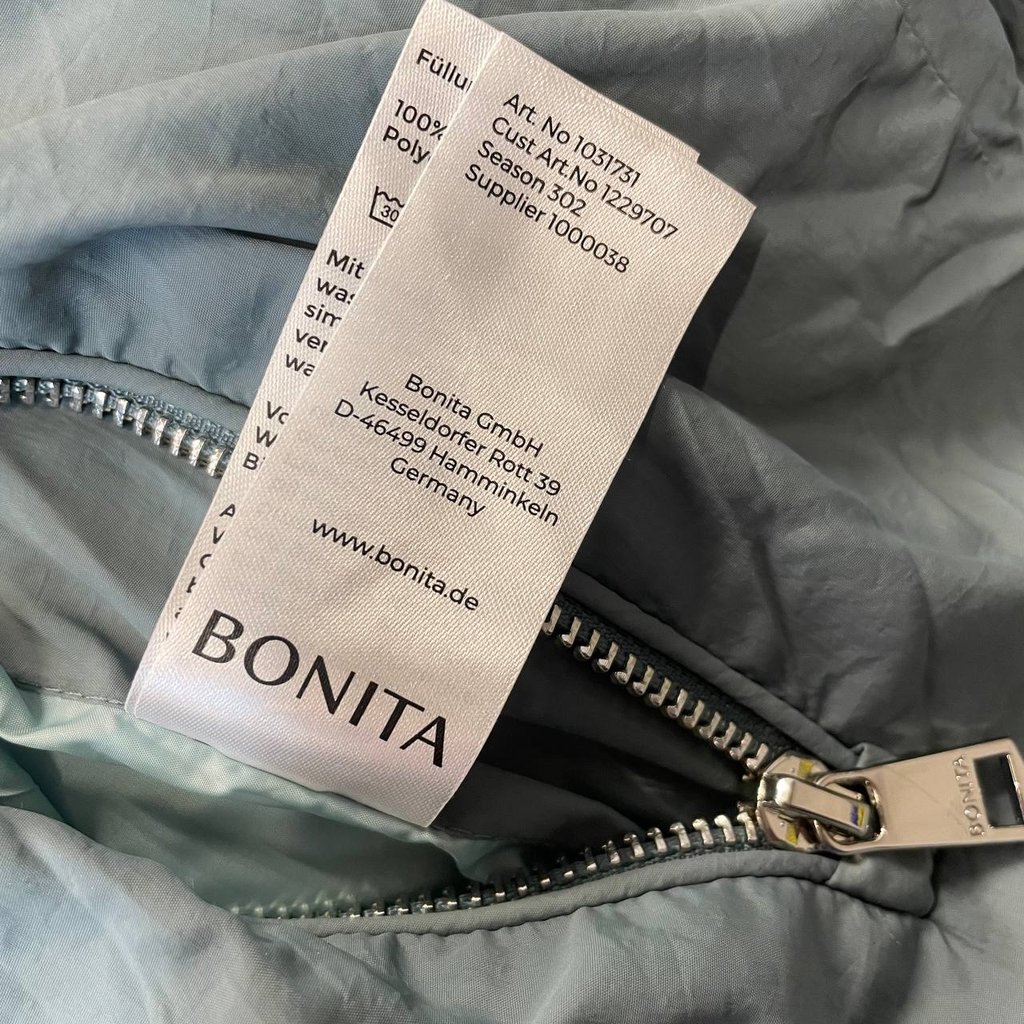 Art. No 1031731
Cust Art.No 1229707
Season 302
Supplier 1000038
Bonita GmbH
Kesseldorfer Rott 39
D-46499 Hamminkeln
Germany
www.bonita.de
BONITA
100%
30
Mit
BONITA